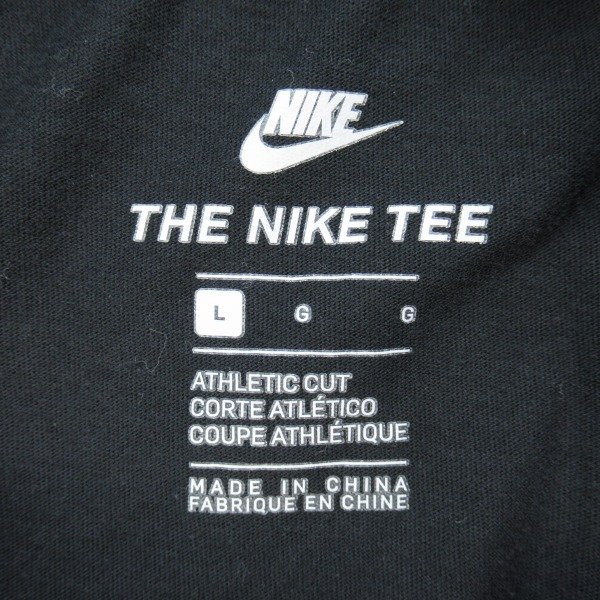 NIKE
THE NIKE TEE
L G G
ATHLETIC CUT
CORTE ATLÉTICO
COUPE ATHLÉTIQUE
MADE IN CHINA
FABRIQUE EN CHINE